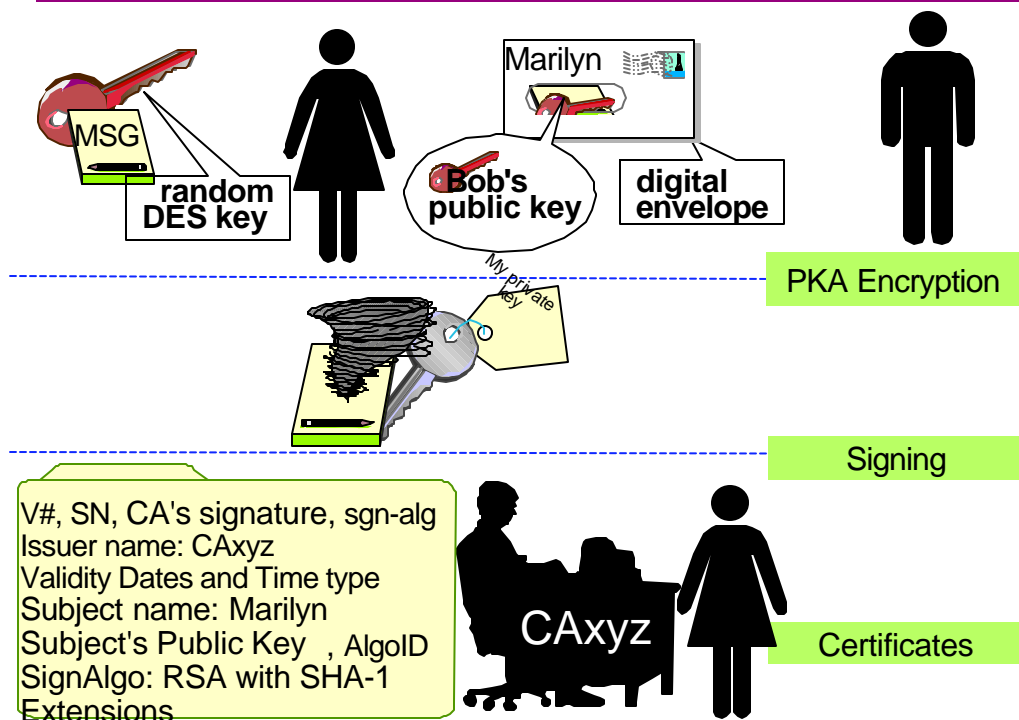 MSG
random
DES key
Marilyn
Bob's
public key
digital
envelope
PKA Encryption
My private
key
Signing
V#, SN, CA's signature, sgn-alg
Issuer name: CAxyz
Validity Dates and Time type
Subject name: Marilyn
Subject's Public Key , AlgoID
SignAlgo: RSA with SHA-1
Extensions
CAxyz
Certificates